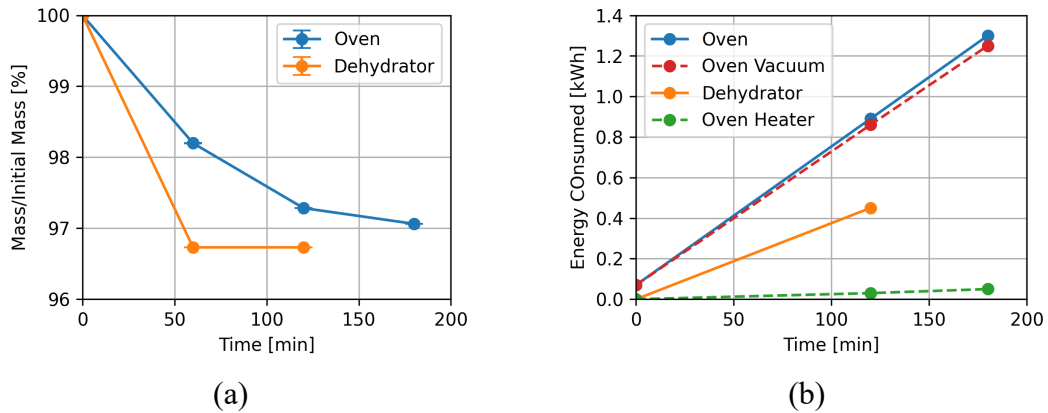 100
99
98
97
96
Mass/Initial Mass [%]
0
50
100
150
200
Time [min]
Oven
Dehydrator
(a)
1.4
1.2
1.0
0.8
0.6
0.4
0.2
0.0
Energy COnsumed [kWh]
0
50
100
150
200
Time [min]
Oven
Oven Vacuum
Dehydrator
Oven Heater
(b)